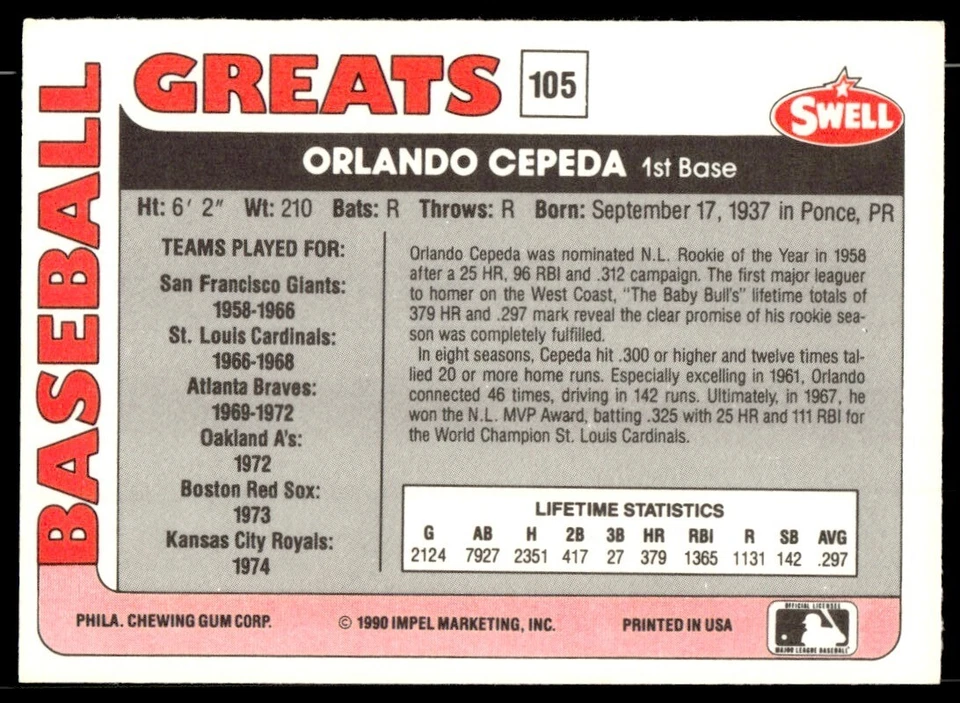 BASEBALL
GREATS
105
SWELL
ORLANDO CEPEDA 1st Base
Ht: 6' 2" Wt: 210 Bats: R Throws: R Born: September 17, 1937 in Ponce, PR
TEAMS PLAYED FOR:
San Francisco Giants:
1958-1966
St. Louis Cardinals:
1966-1968
Atlanta Braves:
1969-1972
Oakland A's:
1972
Boston Red Sox:
1973
Kansas City Royals:
1974
Orlando Cepeda was nominated N.L. Rookie of the Year in 1958
after a 25 HR, 96 RBI and .312 campaign. The first major leaguer
to homer on the West Coast, "The Baby Bull's" lifetime totals of
379 HR and .297 mark reveal the clear promise of his rookie sea-
son was completely fulfilled.
In eight seasons, Cepeda hit .300 or higher and twelve times tal-
lied 20 or more home runs. Especially excelling in 1961, Orlando
connected 46 times, driving in 142 runs. Ultimately, in 1967, he
won the N.L. MVP Award, batting .325 with 25 HR and 111 RBI for
the World Champion St. Louis Cardinals.
LIFETIME STATISTICS
G AB H 2B 3B HR RBI R SB AVG
2124 7927 2351 417 27 379 1365 1131 142 .297
PHILA. CHEWING GUM CORP. © 1990 IMPEL MARKETING, INC. PRINTED IN USA
OFFICIAL LICENSEE
MAJOR LEAGUE BASEBALL